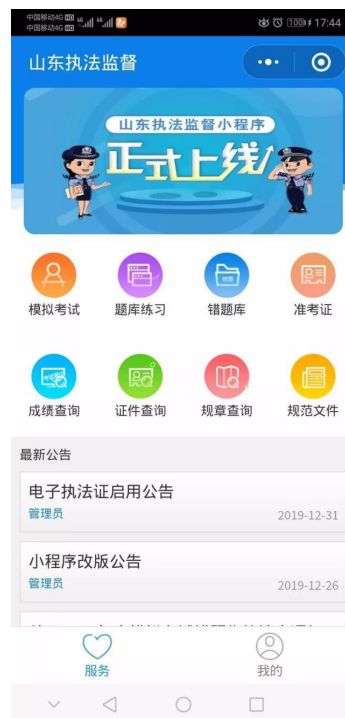 中国移动4G HD 46 46
中国移动4G HD
100 17:44
山东执法监督
山东执法监督小程序
正式上线
模拟考试 题库练习 错题库 准考证
成绩查询 证件查询 规章查询 规范文件
最新公告
电子执法证启用公告
管理员 2019-12-31
小程序改版公告
管理员 2019-12-26
服务 我的